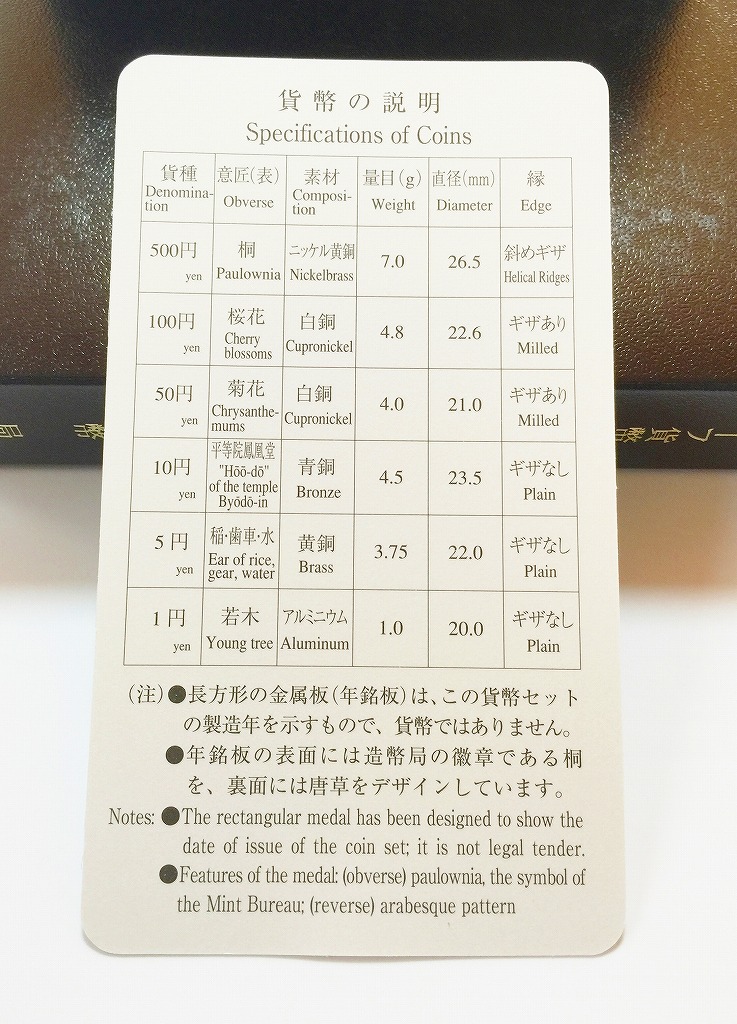 貨幣の説明
Specifications of Coins
貨種 意匠(表) 素材 量目(g) 直径(mm) 縁
Denomina-tion Obverse Composi-tion Weight Diameter Edge
500円 桐 ニッケル黄銅 7.0 26.5 斜めギザ
yen Paulownia Nickelbrass Helical Ridges
100円 桜花 白銅 4.8 22.6 ギザあり
yen Cherry blossoms Cupronickel Milled
50円 菊花 白銅 4.0 21.0 ギザあり
yen Chrysanthe-mums Cupronickel Milled
10円 平等院鳳凰堂 青銅 4.5 23.5 ギザなし
yen "Hōō-dō" of the temple Byōdō-in Bronze Plain
5円 稲·歯車·水 黄銅 3.75 22.0 ギザなし
yen Ear of rice, gear, water Brass Plain
1円 若木 アルミニウム 1.0 20.0 ギザなし
yen Young tree Aluminum Plain
(注)●長方形の金属板(年銘板)は、この貨幣セット
の製造年を示すもので、貨幣ではありません。
●年銘板の表面には造幣局の徽章である桐
を、裏面には唐草をデザインしています。
Notes: ●The rectangular medal has been designed to show the
date of issue of the coin set; it is not legal tender.
●Features of the medal: (obverse) paulownia, the symbol of
the Mint Bureau; (reverse) arabesque pattern